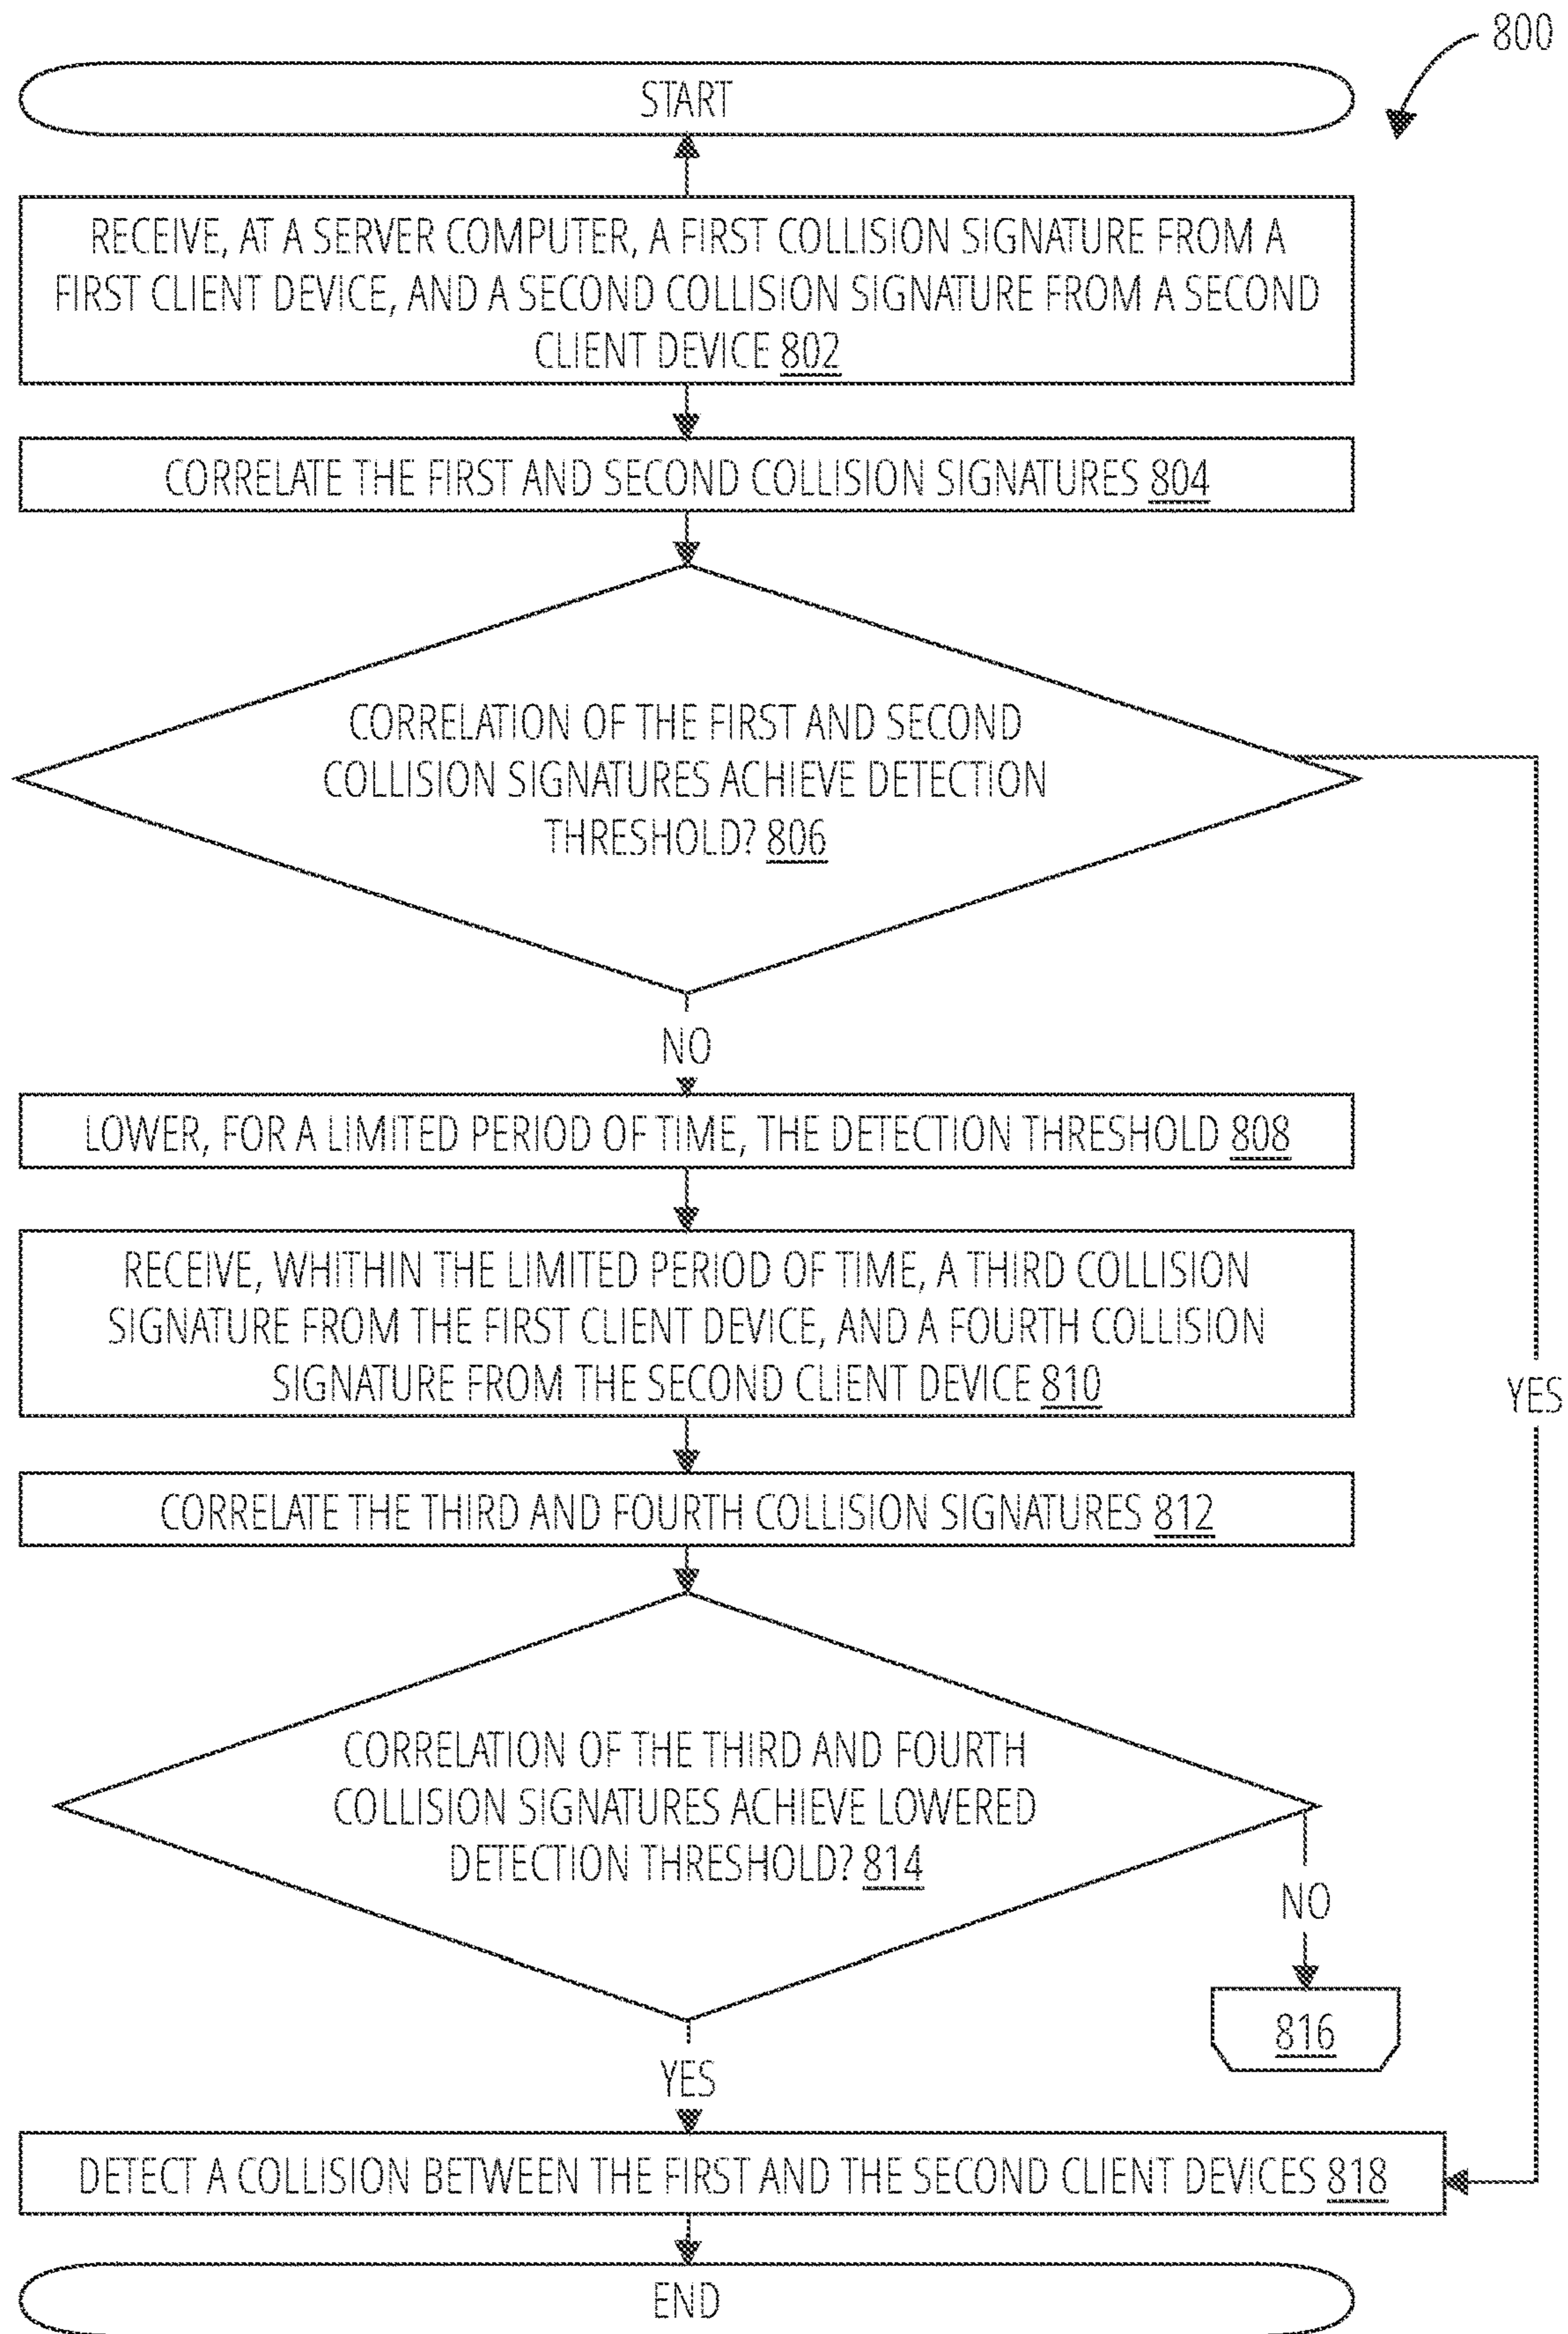 800
START
RECEIVE, AT A SERVER COMPUTER, A FIRST COLLISION SIGNATURE FROM A
FIRST CLIENT DEVICE, AND A SECOND COLLISION SIGNATURE FROM A SECOND
CLIENT DEVICE 802
CORRELATE THE FIRST AND SECOND COLLISION SIGNATURES 804
CORRELATION OF THE FIRST AND SECOND
COLLISION SIGNATURES ACHIEVE DETECTION
THRESHOLD? 806
NO
LOWER, FOR A LIMITED PERIOD OF TIME, THE DETECTION THRESHOLD 808
RECEIVE, WHITHIN THE LIMITED PERIOD OF TIME, A THIRD COLLISION
SIGNATURE FROM THE FIRST CLIENT DEVICE, AND A FOURTH COLLISION
SIGNATURE FROM THE SECOND CLIENT DEVICE 810
YES
CORRELATE THE THIRD AND FOURTH COLLISION SIGNATURES 812
CORRELATION OF THE THIRD AND FOURTH
COLLISION SIGNATURES ACHIEVE LOWERED
DETECTION THRESHOLD? 814
NO
816
YES
DETECT A COLLISION BETWEEN THE FIRST AND THE SECOND CLIENT DEVICES 818
END